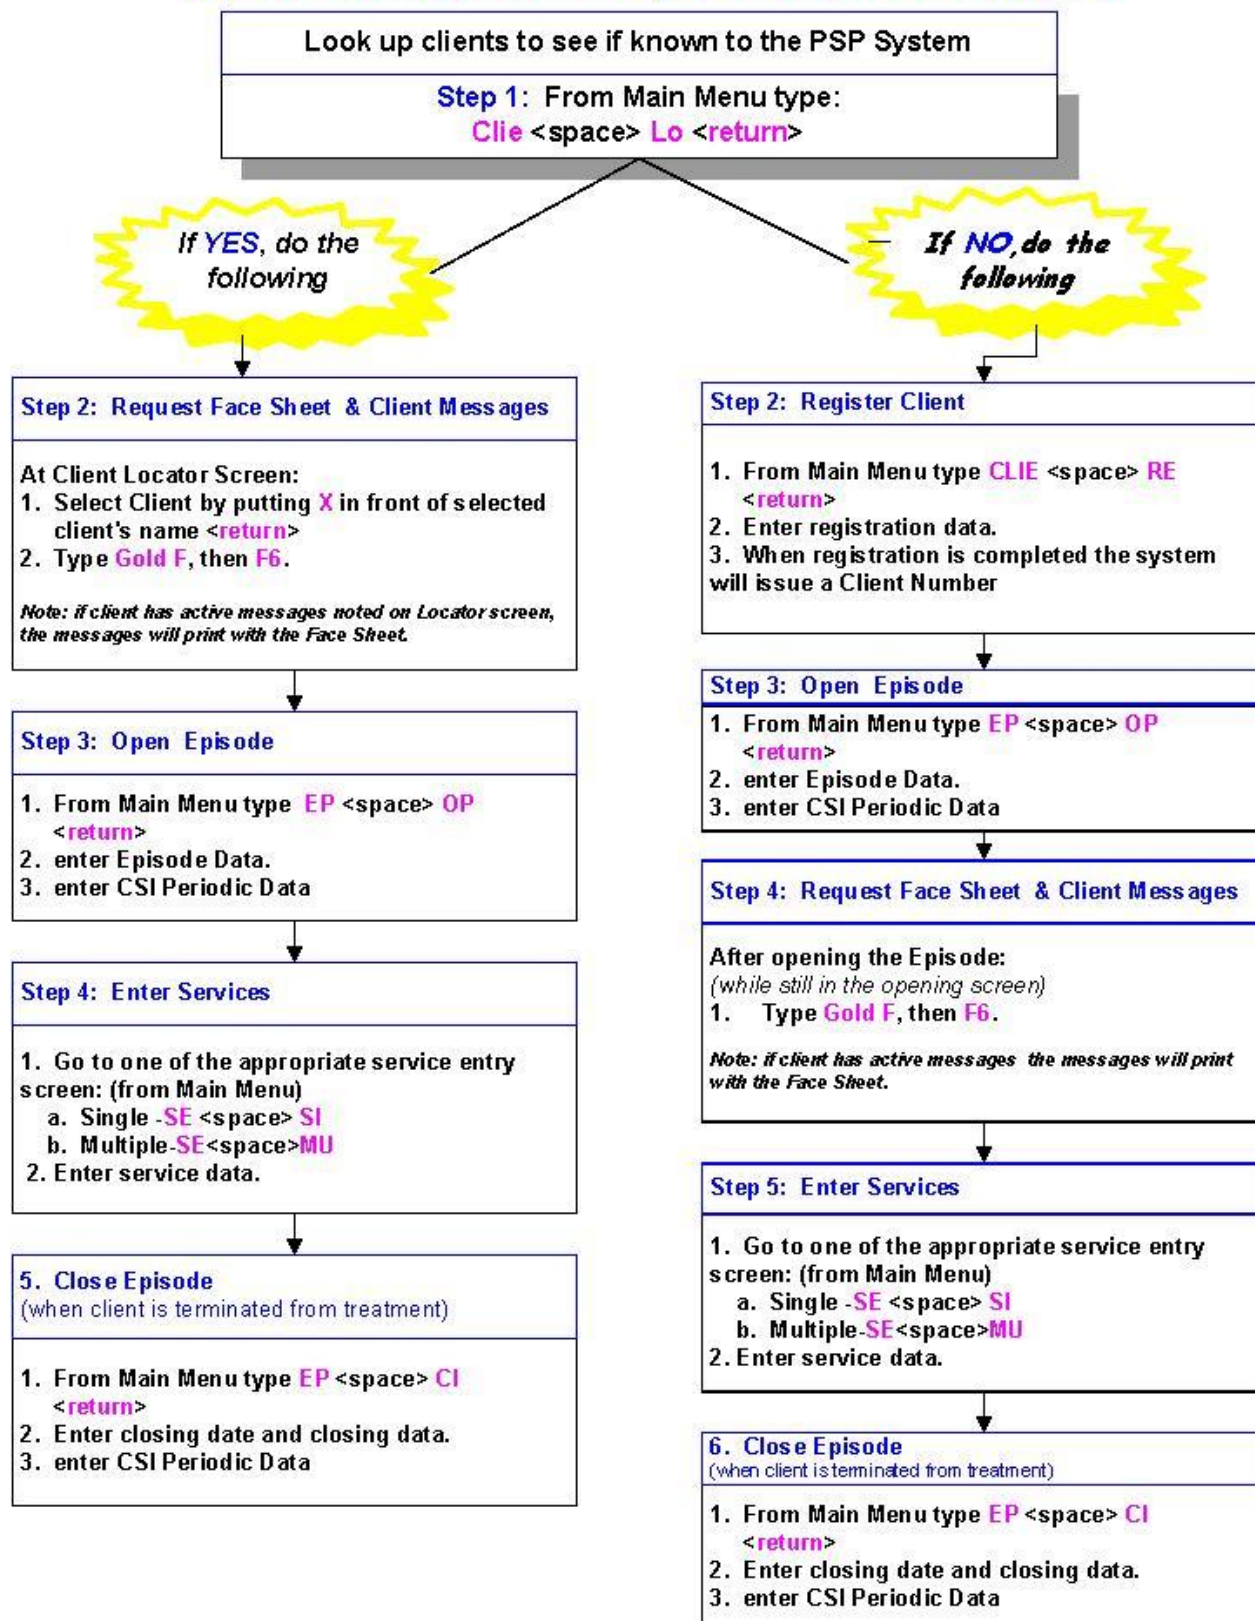 Look up clients to see if known to the PSP System
Step 1: From Main Menu type:
Clie <space> Lo <return>
If YES, do the
following
Step 2: Request Face Sheet & Client Messages
At Client Locator Screen:
1. Select Client by putting X in front of selected
client's name <return>
2. Type Gold F, then F6.
Note: if client has active messages noted on Locator screen,
the messages will print with the Face Sheet.
Step 3: Open Episode
1. From Main Menu type EP <space> OP
<return>
2. enter Episode Data.
3. enter CSI Periodic Data
Step 4: Enter Services
1. Go to one of the appropriate service entry
screen: (from Main Menu)
a. Single -SE <space> SI
b. Multiple-SE<space>MU
2. Enter service data.
5. Close Episode
(when client is terminated from treatment)
1. From Main Menu type EP <space> Cl
<return>
2. Enter closing date and closing data.
3. enter CSI Periodic Data
If NO, do the
following
Step 2: Register Client
1. From Main Menu type CLIE <space> RE
<return>
2. Enter registration data.
3. When registration is completed the system
will issue a Client Number
Step 3: Open Episode
1. From Main Menu type EP <space> OP
<return>
2. enter Episode Data.
3. enter CSI Periodic Data
Step 4: Request Face Sheet & Client Messages
After opening the Episode:
(while still in the opening screen)
1. Type Gold F, then F6.
Note: if client has active messages the messages will print
with the Face Sheet.
Step 5: Enter Services
1. Go to one of the appropriate service entry
screen: (from Main Menu)
a. Single -SE <space> SI
b. Multiple-SE<space>MU
2. Enter service data.
6. Close Episode
(when client is terminated from treatment)
1. From Main Menu type EP <space> Cl
<return>
2. Enter closing date and closing data.
3. enter CSI Periodic Data